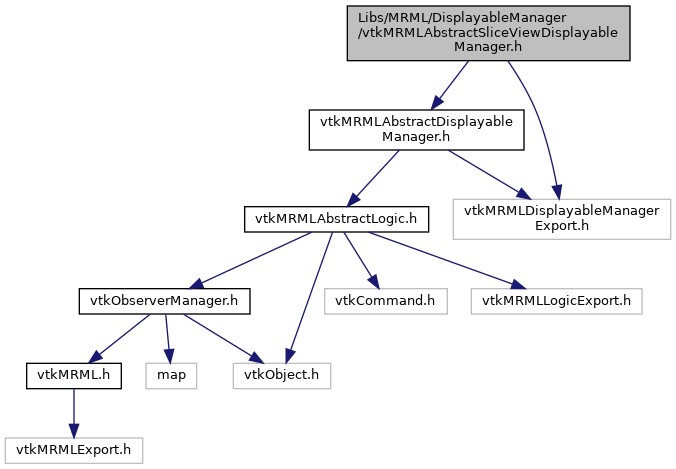 Libs/MRML/DisplayableManager
/vtkMRMLAbstractSliceViewDisplayable
Manager.h
vtkMRMLAbstractDisplayable
Manager.h
vtkMRMLDisplayableManager
Export.h
vtkMRMLAbstractLogic.h
vtkObserverManager.h
vtkCommand.h
vtkMRMLLogicExport.h
vtkMRML.h
map
vtkObject.h
vtkMRMLExport.h